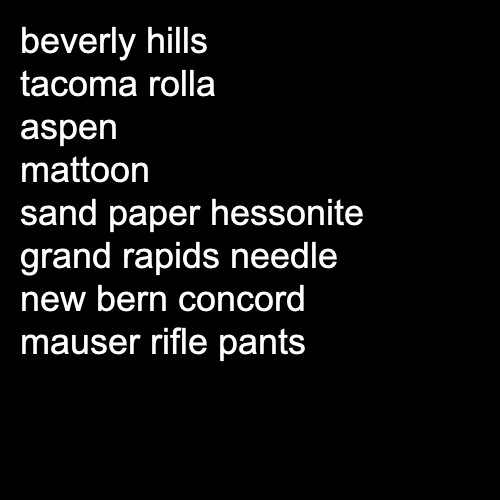 beverly hills
tacoma rolla
aspen
mattoon
sand paper hessonite
grand rapids needle
new bern concord
mauser rifle pants